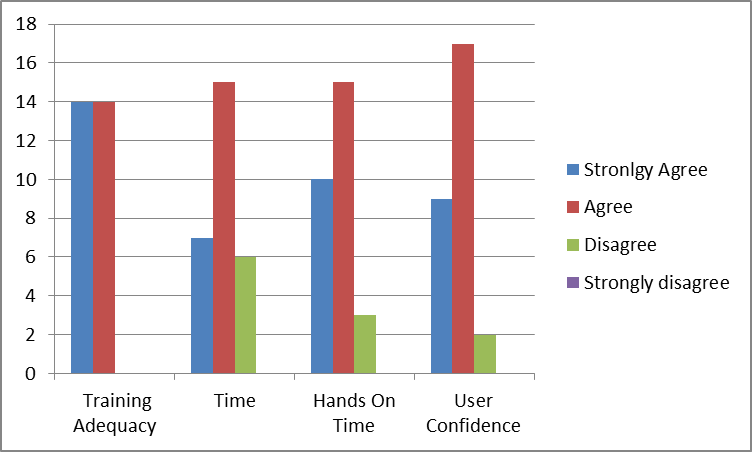 18
16
14
12
10
8
6
4
2
0
Training
Adequacy
Time
Hands On
Time
User
Confidence
Stronlgy Agree
Agree
Disagree
Strongly disagree